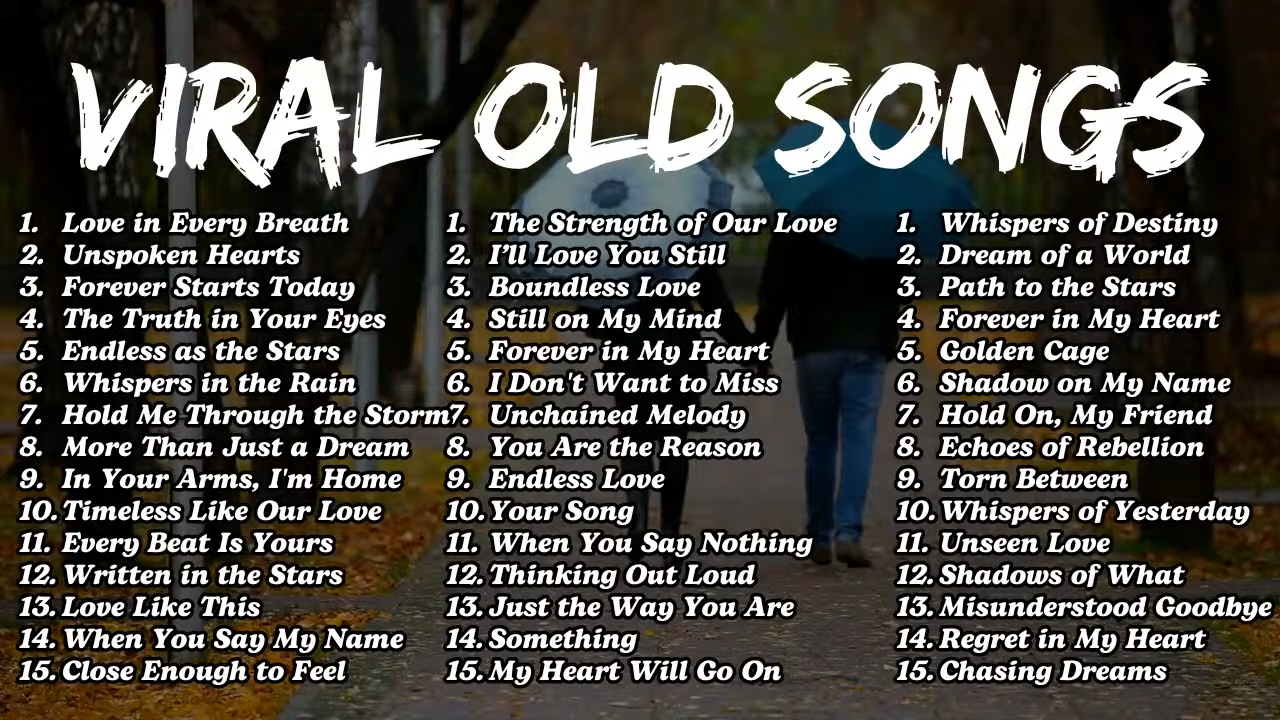 VIRAL OLD SONGS
1. Love in Every Breath
2. Unspoken Hearts
3. Forever Starts Today
4. The Truth in Your Eyes
5. Endless as the Stars
6. Whispers in the Rain
7. Hold Me Through the Storm
8. More Than Just a Dream
9. In Your Arms, I'm Home
10. Timeless Like Our Love
11. Every Beat Is Yours
12. Written in the Stars
13. Love Like This
14. When You Say My Name
15. Close Enough to Feel
1. The Strength of Our Love
2. I’ll Love You Still
3. Boundless Love
4. Still on My Mind
5. Forever in My Heart
6. I Don't Want to Miss
7. Unchained Melody
8. You Are the Reason
9. Endless Love
10. Your Song
11. When You Say Nothing
12. Thinking Out Loud
13. Just the Way You Are
14. Something
15. My Heart Will Go On
1. Whispers of Destiny
2. Dream of a World
3. Path to the Stars
4. Forever in My Heart
5. Golden Cage
6. Shadow on My Name
7. Hold On, My Friend
8. Echoes of Rebellion
9. Torn Between
10. Whispers of Yesterday
11. Unseen Love
12. Shadows of What
13. Misunderstood Goodbye
14. Regret in My Heart
15. Chasing Dreams